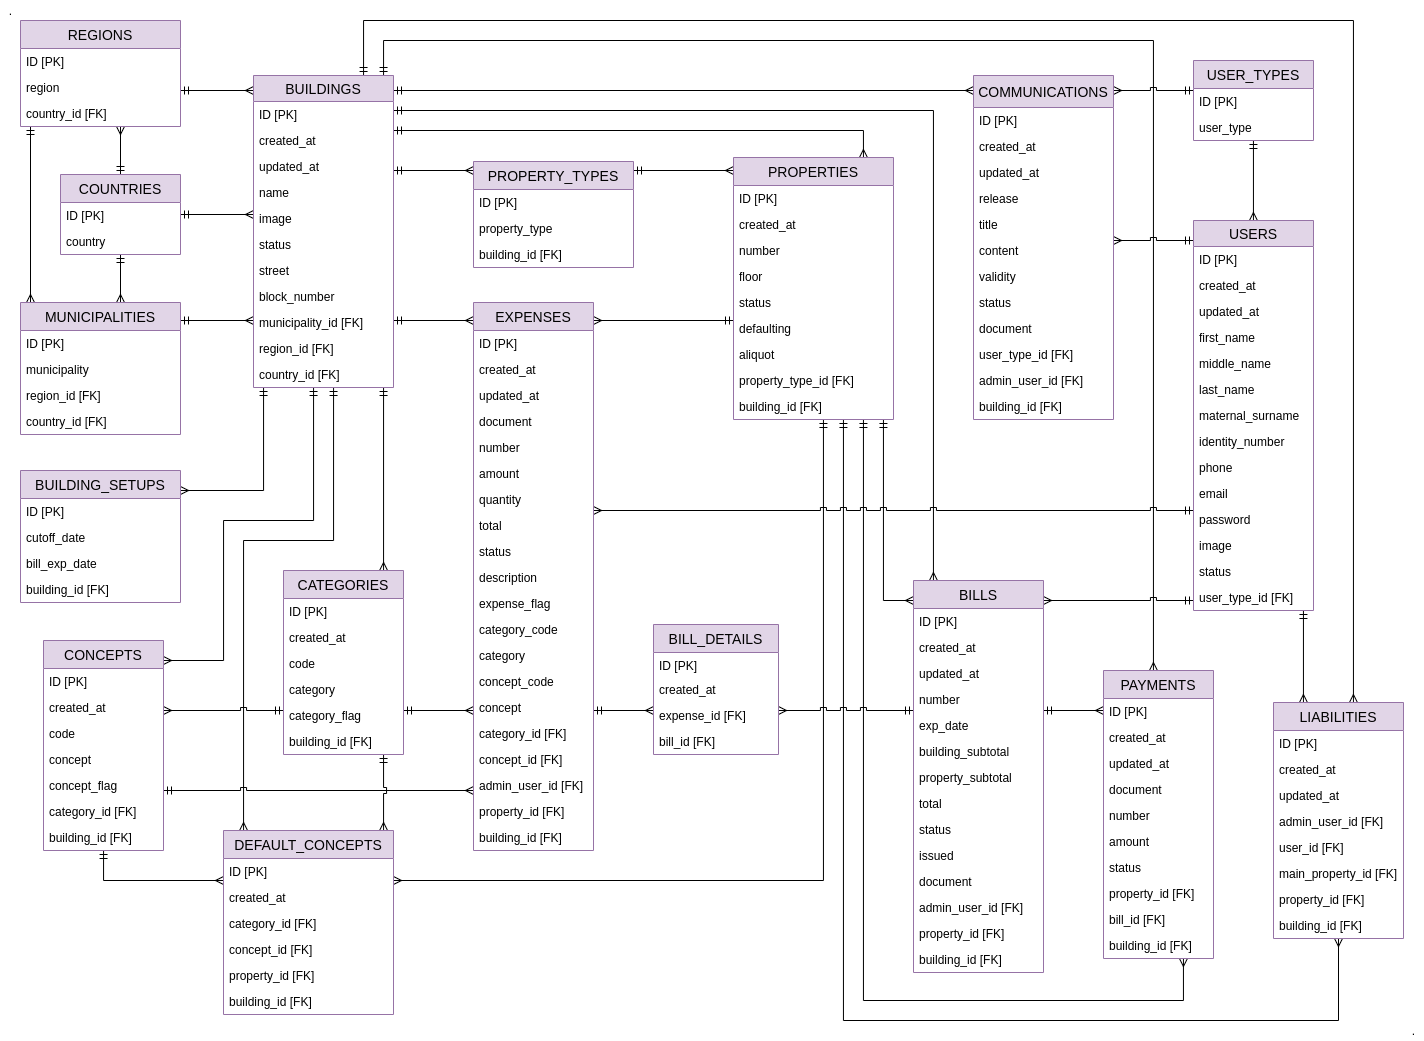 REGIONS
ID [PK]
region
country_id [FK]
COUNTRIES
ID [PK]
country
MUNICIPALITIES
ID [PK]
municipality
region_id [FK]
country_id [FK]
BUILDING_SETUPS
ID [PK]
cutoff_date
bill_exp_date
building_id [FK]
CONCEPTS
ID [PK]
created_at
code
concept
concept_flag
category_id [FK]
building_id [FK]
BUILDINGS
ID [PK]
created_at
updated_at
name
image
status
street
block_number
municipality_id [FK]
region_id [FK]
country_id [FK]
CATEGORIES
ID [PK]
created_at
code
category
category_flag
building_id [FK]
DEFAULT_CONCEPTS
ID [PK]
created_at
category_id [FK]
concept_id [FK]
property_id [FK]
building_id [FK]
PROPERTY_TYPES
ID [PK]
property_type
building_id [FK]
EXPENSES
ID [PK]
created_at
updated_at
document
number
amount
quantity
total
status
description
expense_flag
category_code
category
concept_code
concept
category_id [FK]
concept_id [FK]
admin_user_id [FK]
property_id [FK]
building_id [FK]
PROPERTIES
ID [PK]
created_at
number
floor
status
defaulting
aliquot
property_type_id [FK]
building_id [FK]
BILL_DETAILS
ID [PK]
created_at
expense_id [FK]
bill_id [FK]
COMMUNICATIONS
ID [PK]
created_at
updated_at
release
title
content
validity
status
document
user_type_id [FK]
admin_user_id [FK]
building_id [FK]
BILLS
ID [PK]
created_at
updated_at
number
exp_date
building_subtotal
property_subtotal
total
status
issued
document
admin_user_id [FK]
property_id [FK]
building_id [FK]
USER_TYPES
ID [PK]
user_type
USERS
ID [PK]
created_at
updated_at
first_name
middle_name
last_name
maternal_surname
identity_number
phone
email
password
image
status
user_type_id [FK]
PAYMENTS
ID [PK]
created_at
updated_at
document
number
amount
status
property_id [FK]
bill_id [FK]
building_id [FK]
LIABILITIES
ID [PK]
created_at
updated_at
admin_user_id [FK]
user_id [FK]
main_property_id [FK]
property_id [FK]
building_id [FK]